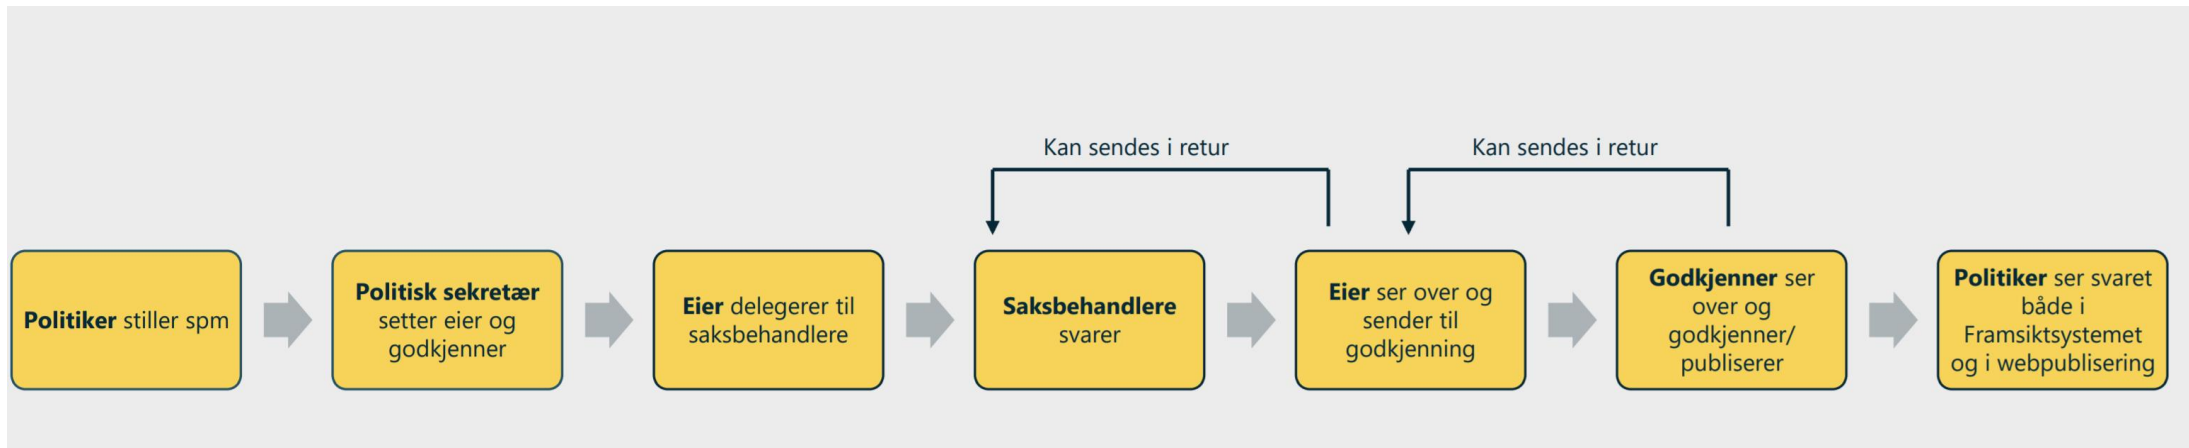 Kan sendes i retur
Kan sendes i retur
Politiker stiller spm
Politisk sekretær
setter eier og
godkjenner
Eier delegerer til
saksbehandlere
Saksbehandlere
svarer
Eier ser over og
sender til
godkjenning
Godkjenner ser
over og
godkjenner/
publiserer
Politiker ser svaret
både i
Framsiktsystemet
og i webpublisering